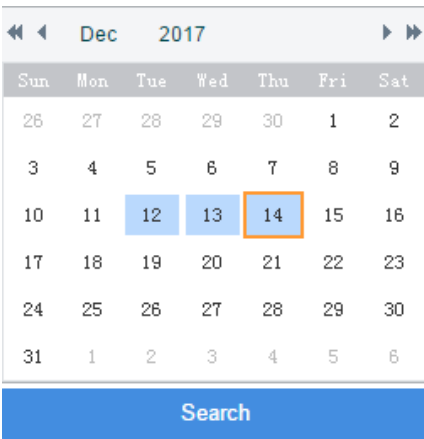 Dec 2017
Sun Mon Tue Wed Thu Fri Sat
26 27 28 29 30 1 2
3 4 5 6 7 8 9
10 11 12 13 14 15 16
17 18 19 20 21 22 23
24 25 26 27 28 29 30
31 1 2 3 4 5 6
Search